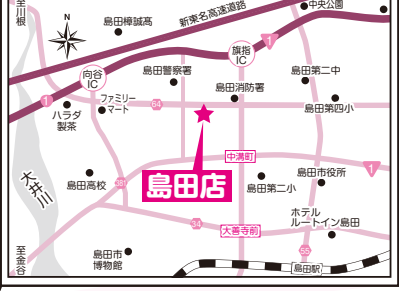 至川根
N
島田樟誠高
新東名高速道路
中央公園
旗指
IC
1
島田警察署
島田消防署
島田第二中
向谷
IC
1
ファミリー
マート
64
島田第四小
ハラダ
製茶
大井川
島田高校
381
島田店
中溝町
島田第二小
島田市役所
1
34
大善寺前
ホテル
ルートイン島田
至金谷
島田市
博物館
55
島田駅